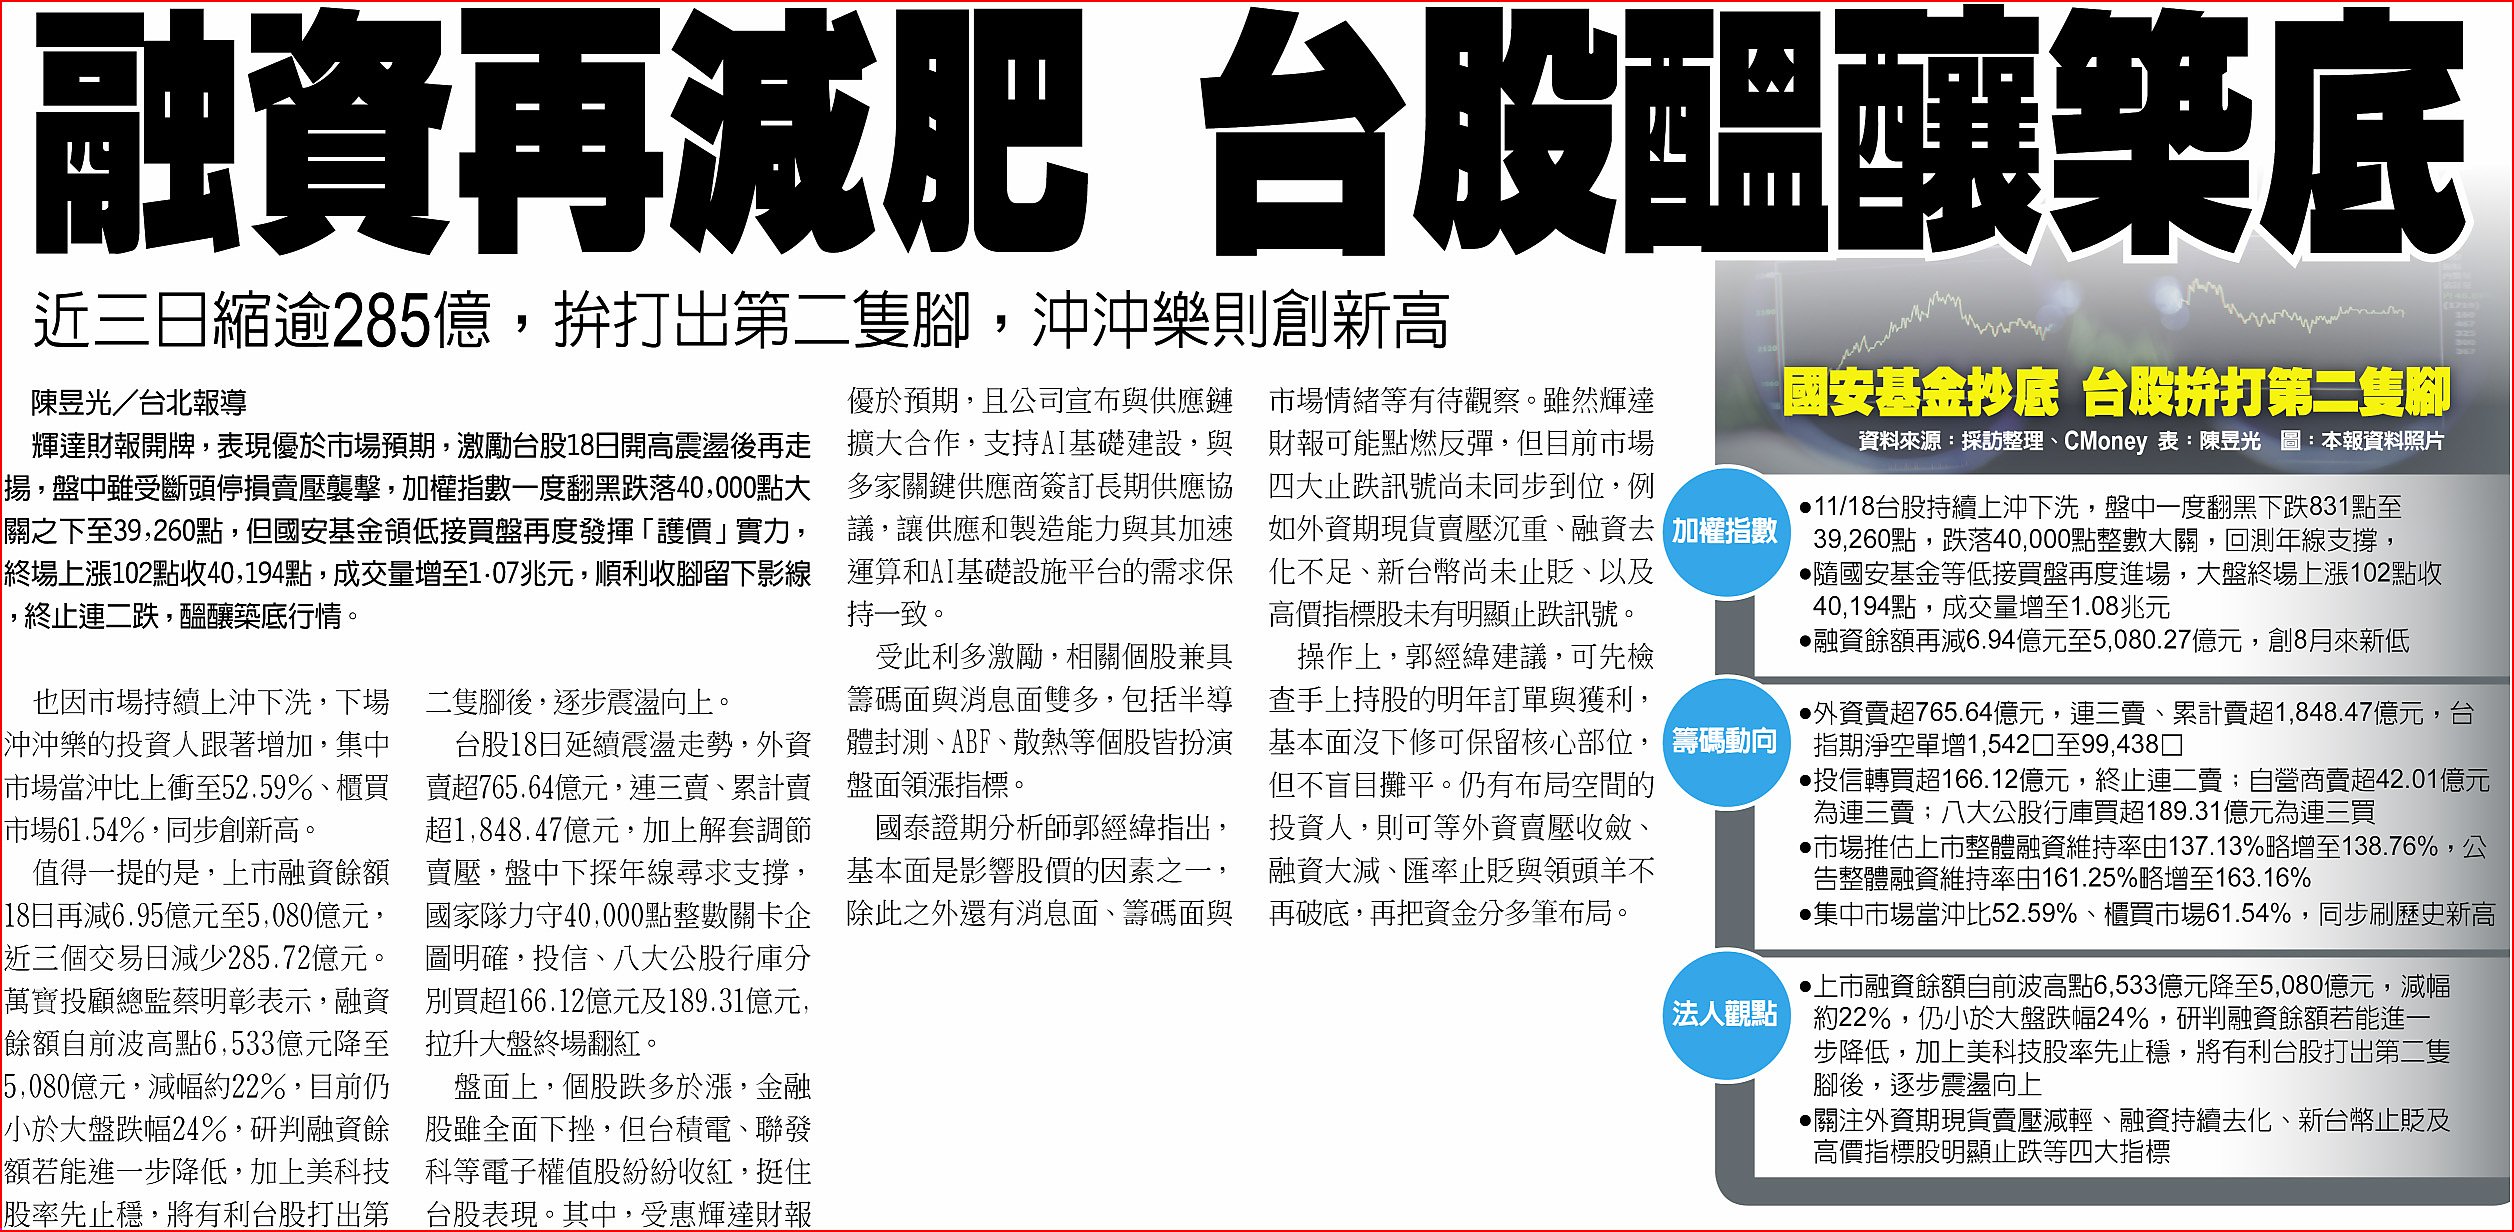 融資再減肥 台股醞釀築底
近三日縮逾285億，拚打出第二隻腳，沖沖樂則創新高
陳昱光／台北報導
輝達財報開牌，表現優於市場預期，激勵台股18日開高震盪後再走
揚，盤中雖受斷頭停損賣壓襲擊，加權指數一度翻黑跌落40,000點大
關之下至39,260點，但國安基金領低接買盤再度發揮「護價」實力，
終場上漲102點收40,194點，成交量增至1.07兆元，順利收腳留下影線
，終止連二跌，醞釀築底行情。
也因市場持續上沖下洗，下場
沖沖樂的投資人跟著增加，集中
市場當沖比上衝至52.59％、櫃買
市場61.54％，同步創新高。
值得一提的是，上市融資餘額
18日再減6.95億元至5,080億元，
近三個交易日減少285.72億元。
萬寶投顧總監蔡明彰表示，融資
餘額自前波高點6,533億元降至
5,080億元，減幅約22％，目前仍
小於大盤跌幅24％，研判融資餘
額若能進一步降低，加上美科技
股率先止穩，將有利台股打出第
二隻腳後，逐步震盪向上。
台股18日延續震盪走勢，外資
賣超765.64億元，連三賣、累計賣
超1,848.47億元，加上解套調節
賣壓，盤中下探年線尋求支撐，
國家隊力守40,000點整數關卡企
圖明確，投信、八大公股行庫分
別買超166.12億元及189.31億元，
拉升大盤終場翻紅。
盤面上，個股跌多於漲，金融
股雖全面下挫，但台積電、聯發
科等電子權值股紛紛收紅，挺住
台股表現。其中，受惠輝達財報
優於預期，且公司宣布與供應鏈
擴大合作，支持AI基礎建設，與
多家關鍵供應商簽訂長期供應協
議，讓供應和製造能力與其加速
運算和AI基礎設施平台的需求保
持一致。
受此利多激勵，相關個股兼具
籌碼面與消息面雙多，包括半導
體封測、ABF、散熱等個股皆扮演
盤面領漲指標。
國泰證期分析師郭經緯指出，
基本面是影響股價的因素之一，
除此之外還有消息面、籌碼面與
市場情緒等有待觀察。雖然輝達
財報可能點燃反彈，但目前市場
四大止跌訊號尚未同步到位，例
如外資期現貨賣壓沉重、融資去
化不足、新台幣尚未止貶、以及
高價指標股未有明顯止跌訊號。
操作上，郭經緯建議，可先檢
查手上持股的明年訂單與獲利，
基本面沒下修可保留核心部位，
但不盲目攤平。仍有布局空間的
投資人，則可等外資賣壓收斂、
融資大減、匯率止貶與領頭羊不
再破底，再把資金分多筆布局。
國安基金抄底 台股拚打第二隻腳
資料來源：採訪整理、CMoney 表：陳昱光 圖：本報資料照片
加權指數
●11/18台股持續上沖下洗，盤中一度翻黑下跌831點至
39,260點，跌落40,000點整數大關，回測年線支撐，
●隨國安基金等低接買盤再度進場，大盤終場上漲102點收
40,194點，成交量增至1.08兆元
●融資餘額再減6.94億元至5,080.27億元，創8月來新低
籌碼動向
●外資賣超765.64億元，連三賣、累計賣超1,848.47億元，台
指期淨空單增1,542□至99,438□
●投信轉買超166.12億元，終止連二賣；自營商賣超42.01億元
為連三賣；八大公股行庫買超189.31億元為連三買
●市場推估上市整體融資維持率由137.13%略增至138.76%，公
告整體融資維持率由161.25%略增至163.16%
●集中市場當沖比52.59%、櫃買市場61.54%，同步刷歷史新高
法人觀點
●上市融資餘額自前波高點6,533億元降至5,080億元，減幅
約22％，仍小於大盤跌幅24％，研判融資餘額若能進一
步降低，加上美科技股率先止穩，將有利台股打出第二隻
腳後，逐步震盪向上
●關注外資期現貨賣壓減輕、融資持續去化、新台幣止貶及
高價指標股明顯止跌等四大指標